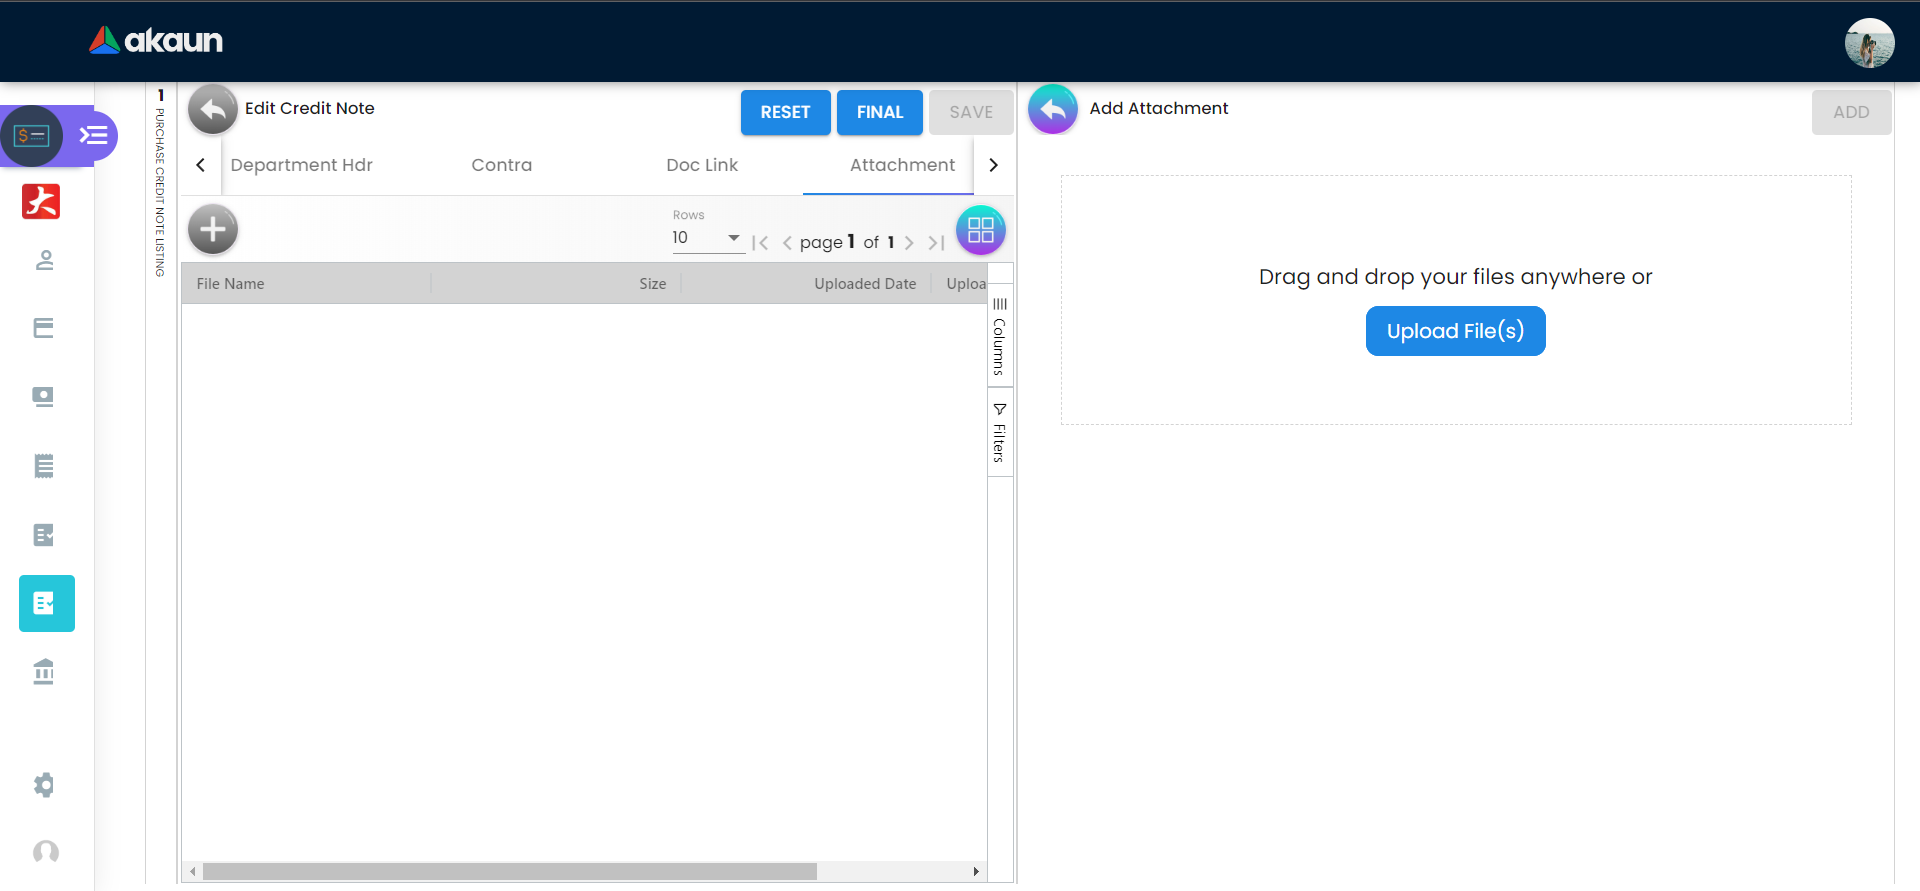 akaun
1
PURCHASE CREDIT NOTE LISTING
Edit Credit Note
RESET
FINAL
SAVE
Department Hdr
Contra
Doc Link
Attachment
Rows
10
page 1 of 1
File Name
Size
Uploaded Date
Uploa
Columns
Filters
Add Attachment
ADD
Drag and drop your files anywhere or
Upload File(s)